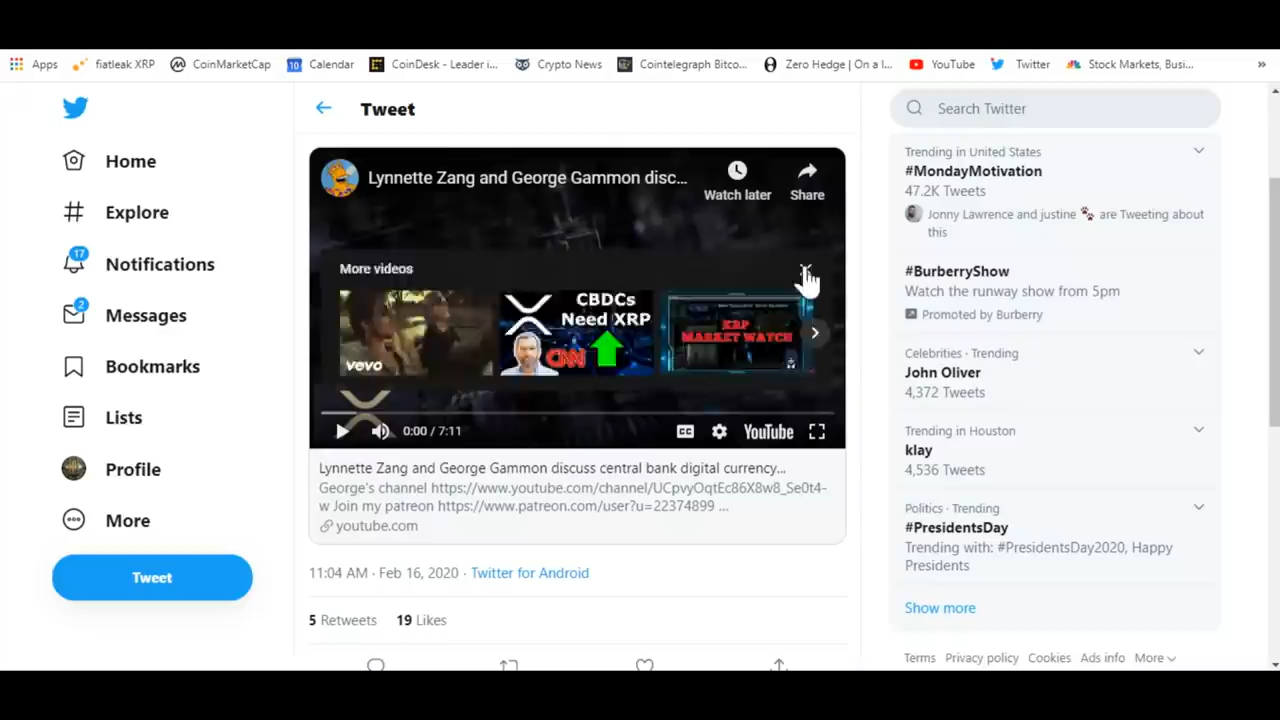 Apps fiatleak XRP CoinMarketCap Calendar CoinDesk - Leader i... Crypto News Cointelegraph Bitco... Zero Hedge | On a l... YouTube Twitter Stock Markets, Busi... »
Home
Explore
17
Notifications
2
Messages
Bookmarks
Lists
Profile
More
Tweet
Tweet
Lynnette Zang and George Gammon disc...
Watch later
Share
More videos
vevo
CBDCs
Need XRP
CNN
XRP
MARKET WATCH
0:00 / 7:11
CC
YouTube
Lynnette Zang and George Gammon discuss central bank digital currency...
George's channel https://www.youtube.com/channel/UCpvyOqtEc86X8w8_Se0t4-
w Join my patreon https://www.patreon.com/user?u=22374899 ...
youtube.com
11:04 AM · Feb 16, 2020 · Twitter for Android
5 Retweets 19 Likes
Search Twitter
Trending in United States
#MondayMotivation
47.2K Tweets
Jonny Lawrence and justine 🐾 are Tweeting about
this
#BurberryShow
Watch the runway show from 5pm
Promoted by Burberry
Celebrities · Trending
John Oliver
4,372 Tweets
Trending in Houston
klay
4,536 Tweets
Politics · Trending
#PresidentsDay
Trending with: #PresidentsDay2020, Happy
Presidents
Show more
Terms Privacy policy Cookies Ads info More